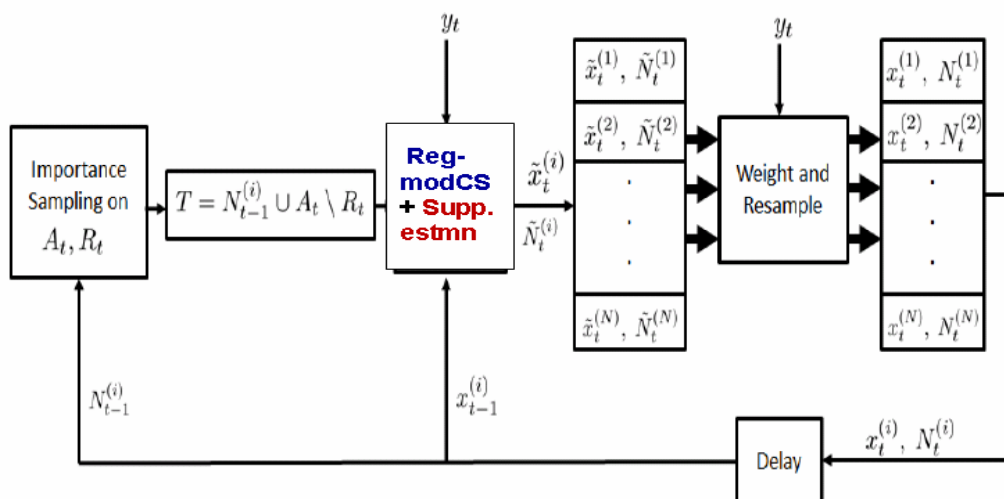 y_t
y_t
Importance
Sampling on
A_t, R_t
T = N_{t-1}^{(i)} ∪ A_t \ R_t
Reg-
modCS
+ Supp.
estmn
x̃_t^{(i)}
Ñ_t^{(i)}
x̃_t^{(1)}, Ñ_t^{(1)}
x̃_t^{(2)}, Ñ_t^{(2)}
.
.
.
x̃_t^{(N)}, Ñ_t^{(N)}
Weight and
Resample
x_t^{(1)}, N_t^{(1)}
x_t^{(2)}, N_t^{(2)}
.
.
.
x_t^{(N)}, N_t^{(N)}
N_{t-1}^{(i)}
x_{t-1}^{(i)}
Delay
x_t^{(i)}, N_t^{(i)}